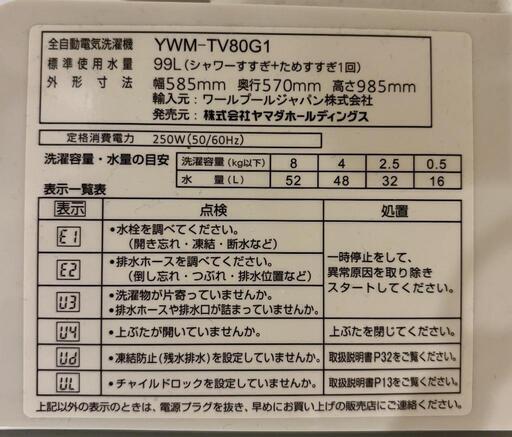 全自動電気洗濯機 YWM-TV80G1
標準使用水量 99L(シャワーすすぎ+ためすすぎ1回)
外形寸法 幅585mm 奥行570mm 高さ985mm
輸入元：ワールプールジャパン株式会社
発売元：株式会社ヤマダホールディングス
定格消費電力 250W(50/60Hz)
洗濯容量・水量の目安 洗濯容量(kg以下) 8 4 2.5 0.5
水量(L) 52 48 32 16
表示一覧表
表示 点検 処置
E1 •水栓を調べてください。
(開き忘れ・凍結・断水など)
E2 •排水ホースを調べてください。
(倒し忘れ・つぶれ・排水位置など)
U3 •洗濯物が片寄っていませんか。
•排水ホースや排水口が詰まっていませんか。
一時停止をして、
異常原因を取り除き
スタートしてください。
U4 •上ぶたが開いていませんか。 上ぶたを閉じてください。
Ud •凍結防止(残水排水)を設定していませんか。 取扱説明書P32をご覧ください。
UL •チャイルドロックを設定していませんか。 取扱説明書P13をご覧ください。
上記以外の表示のときは、電源プラグを抜き、早めにお買い上げの販売店にご連絡ください。